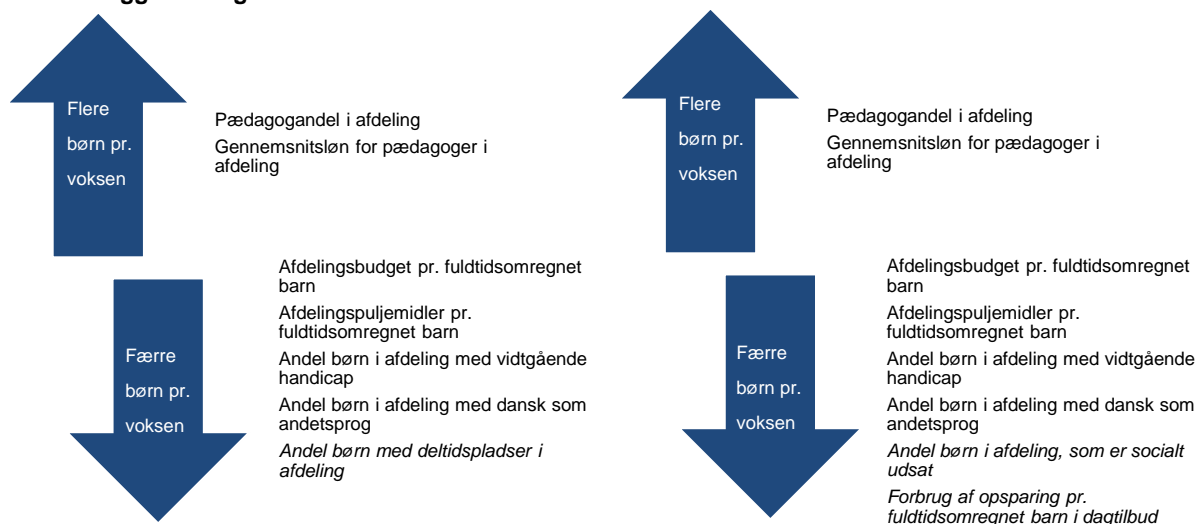 Flere
børn pr.
voksen
Pædagogandel i afdeling
Gennemsnitsløn for pædagoger i
afdeling
Færre
børn pr.
voksen
Afdelingsbudget pr. fuldtidsomregnet
barn
Afdelingspuljemidler pr.
fuldtidsomregnet barn
Andel børn i afdeling med vidtgående
handicap
Andel børn i afdeling med dansk som
andetsprog
Andel børn med deltidspladser i
afdeling
Flere
børn pr.
voksen
Pædagogandel i afdeling
Gennemsnitsløn for pædagoger i
afdeling
Færre
børn pr.
voksen
Afdelingsbudget pr. fuldtidsomregnet
barn
Afdelingspuljemidler pr.
fuldtidsomregnet barn
Andel børn i afdeling med vidtgående
handicap
Andel børn i afdeling med dansk som
andetsprog
Andel børn i afdeling, som er socialt
udsat
Forbrug af opsparing pr.
fuldtidsomregnet barn i dagtilbud